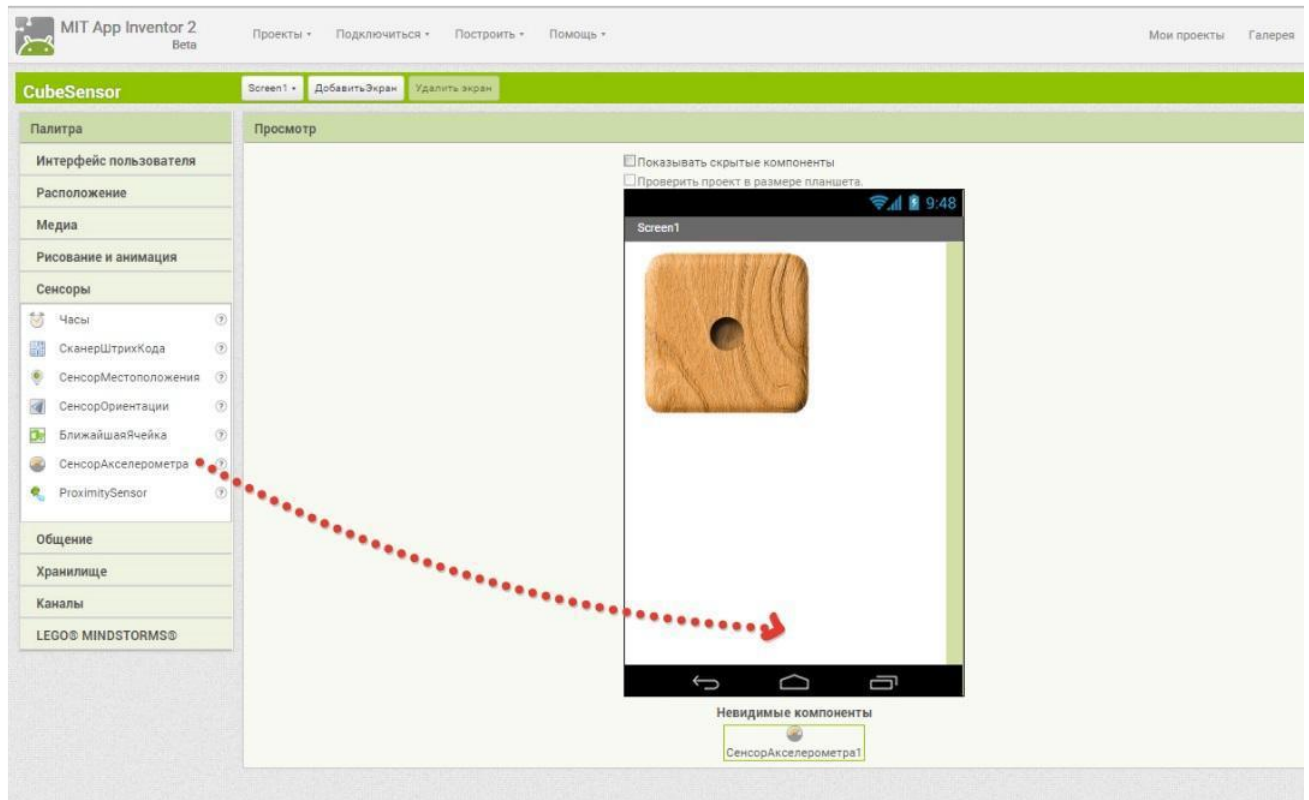 MIT App Inventor 2
Beta
Проекты Подключиться Построить Помощь Мои проекты Галерея
CubeSensor
Screen1 ДобавитьЭкран Удалить экран
Палитра
Просмотр
Интерфейс пользователя
Расположение
Медиа
Рисование и анимация
Сенсоры
Часы ?
СканерШтрихКода ?
СенсорМестоположения ?
СенсорОриентации ?
БлижайшаяЯчейка ?
СенсорАкселерометра ?
ProximitySensor ?
Общение
Хранилище
Каналы
LEGO® MINDSTORMS®
Показывать скрытые компоненты
Проверить проект в размере планшета.
9:48
Screen1
Невидимые компоненты
СенсорАкселерометра1